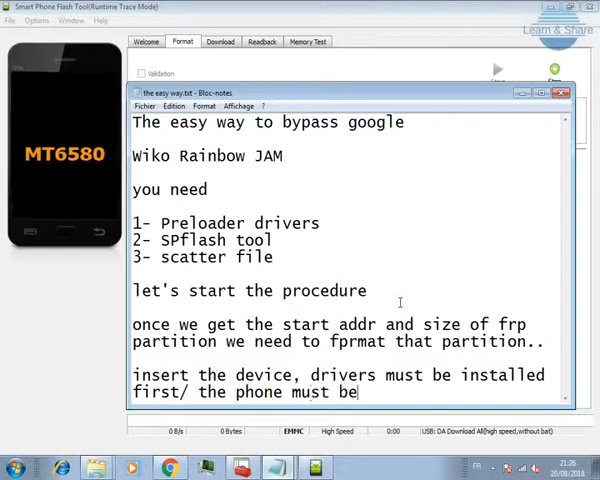 Smart Phone Flash Tool(Runtime Trace Mode)
File Options Window Help
Learn & Share
Welcome Format Download Readback Memory Test
Validation
Stop
the easy way.txt - Bloc-notes
Fichier Edition Format Affichage ?
MT6580
The easy way to bypass google
Wiko Rainbow JAM
you need
1- Preloader drivers
2- SPflash tool
3- scatter file
let's start the procedure
once we get the start addr and size of frp
partition we need to fprmat that partition..
insert the device, drivers must be installed
first/ the phone must be
0 B/s 0 Bytes EMMC High Speed 0:00 USB: DA Download All(high speed,without bat)
FR
21:26
20/08/2018